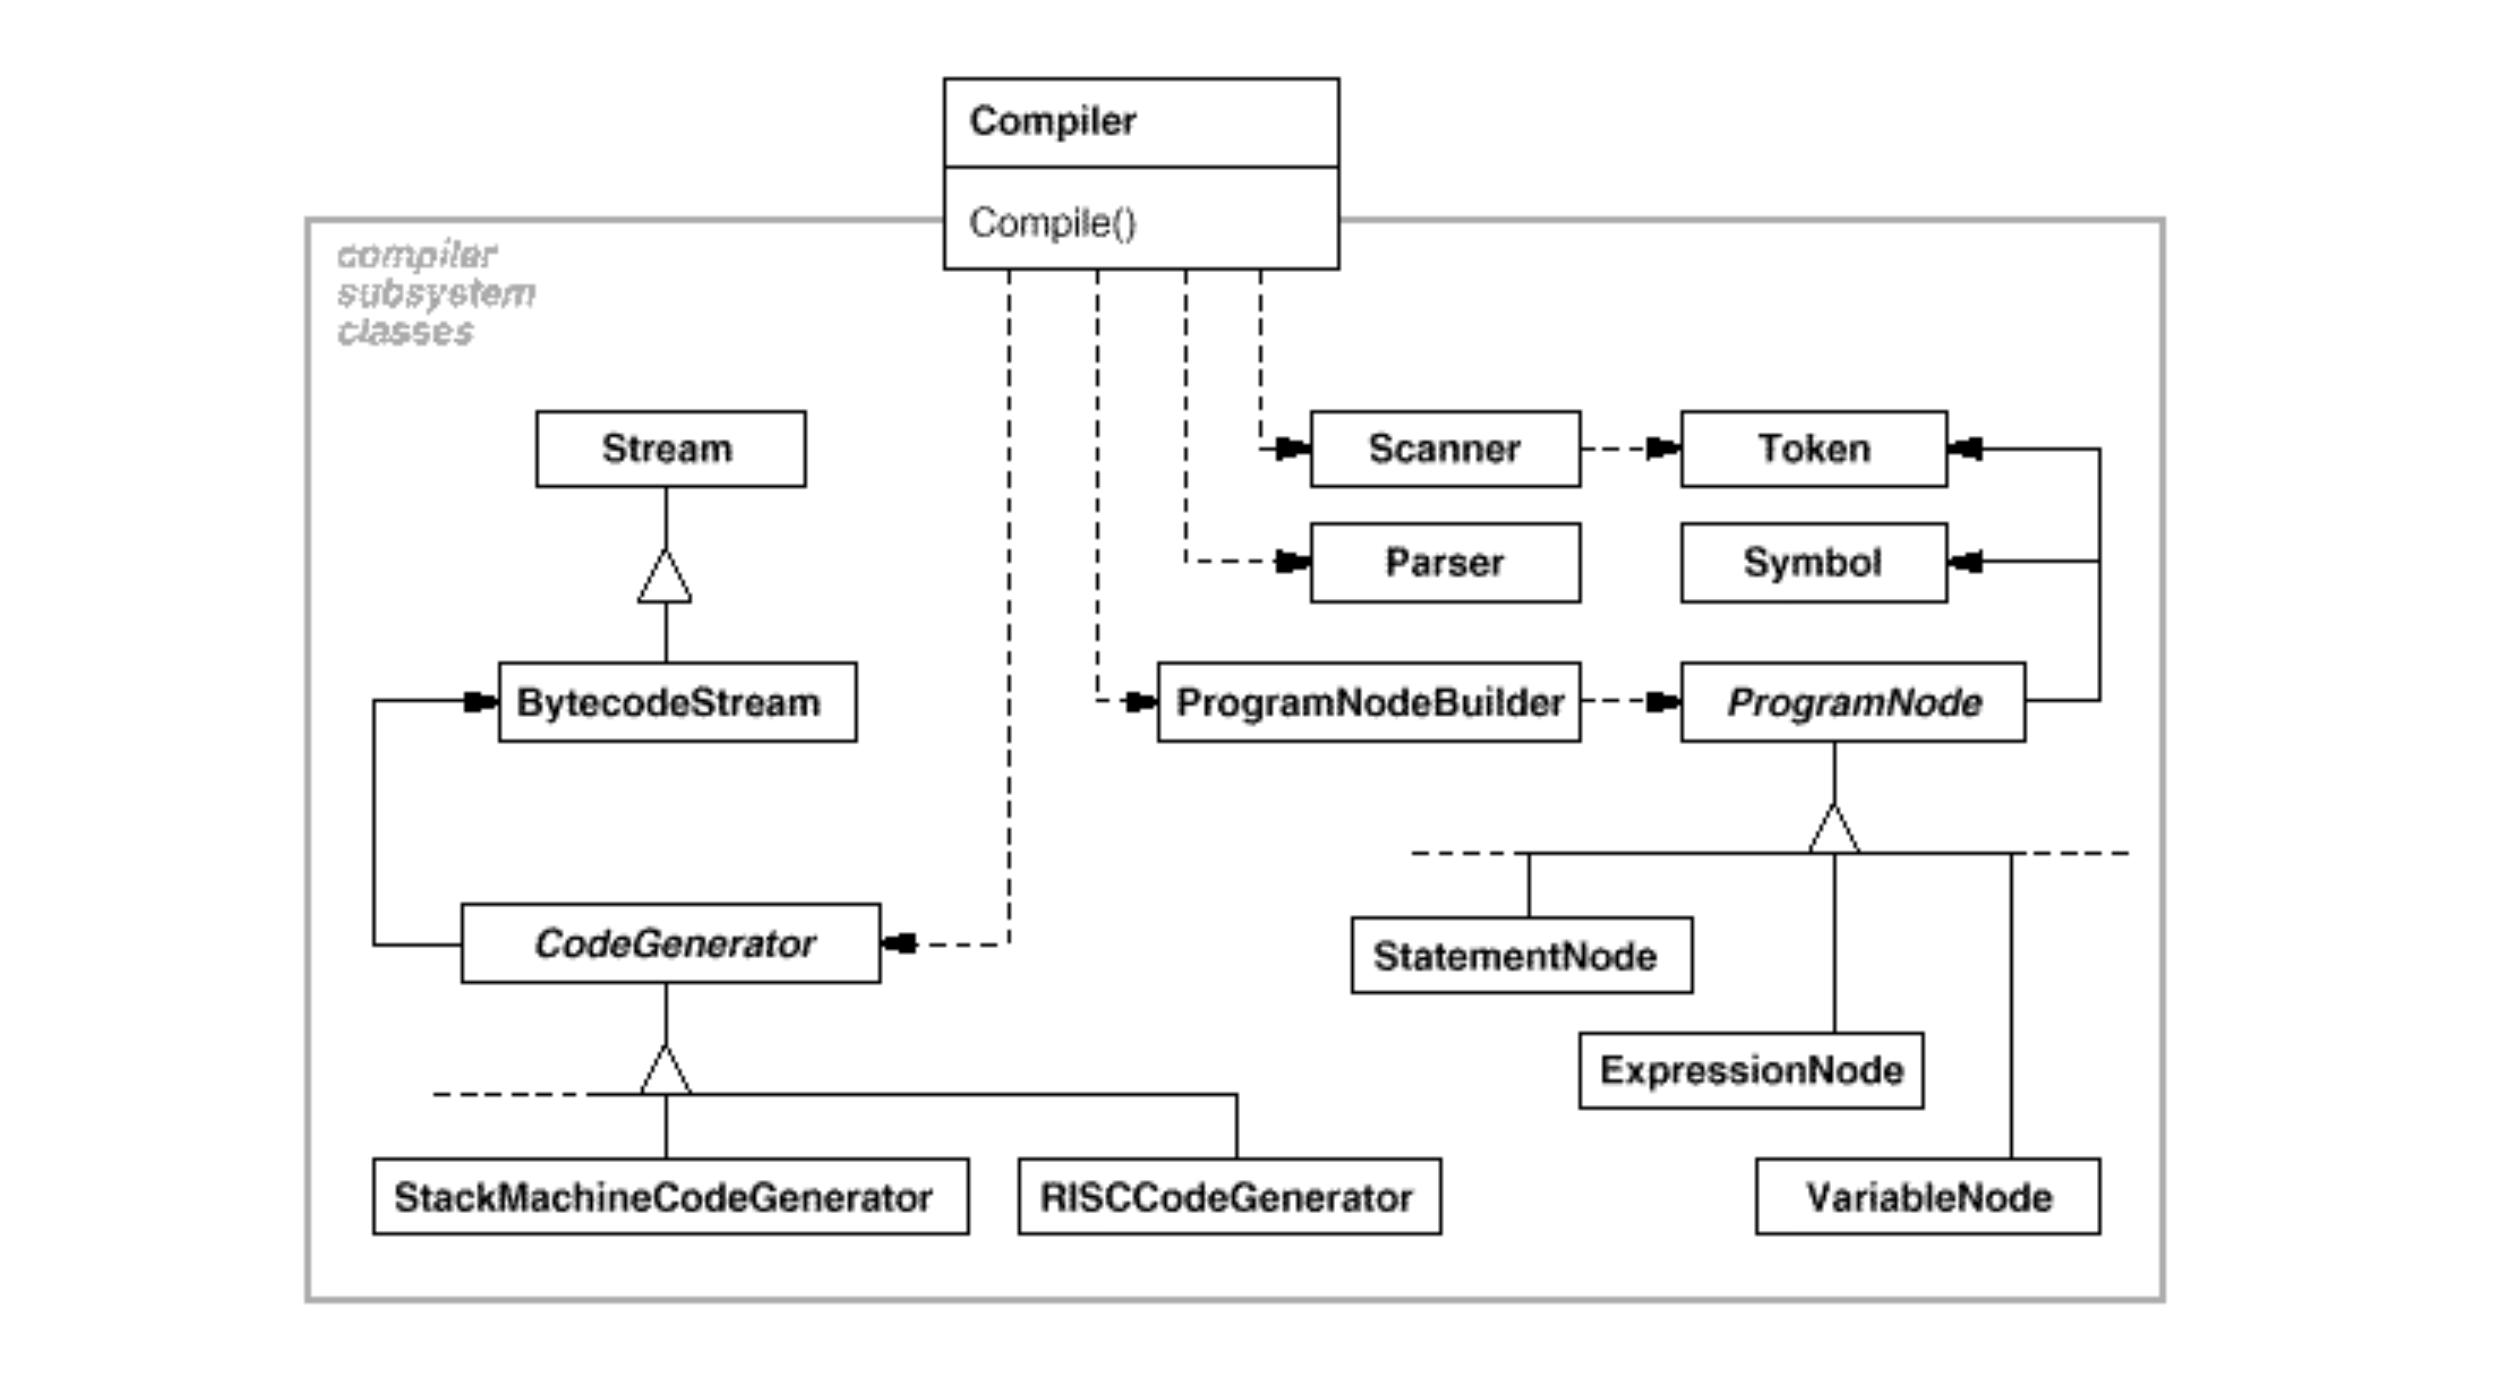 Compiler
Compile()
compiler
subsystem
classes
Stream
Scanner
Token
Parser
Symbol
BytecodeStream
ProgramNodeBuilder
ProgramNode
CodeGenerator
StatementNode
ExpressionNode
StackMachineCodeGenerator
RISCCodeGenerator
VariableNode